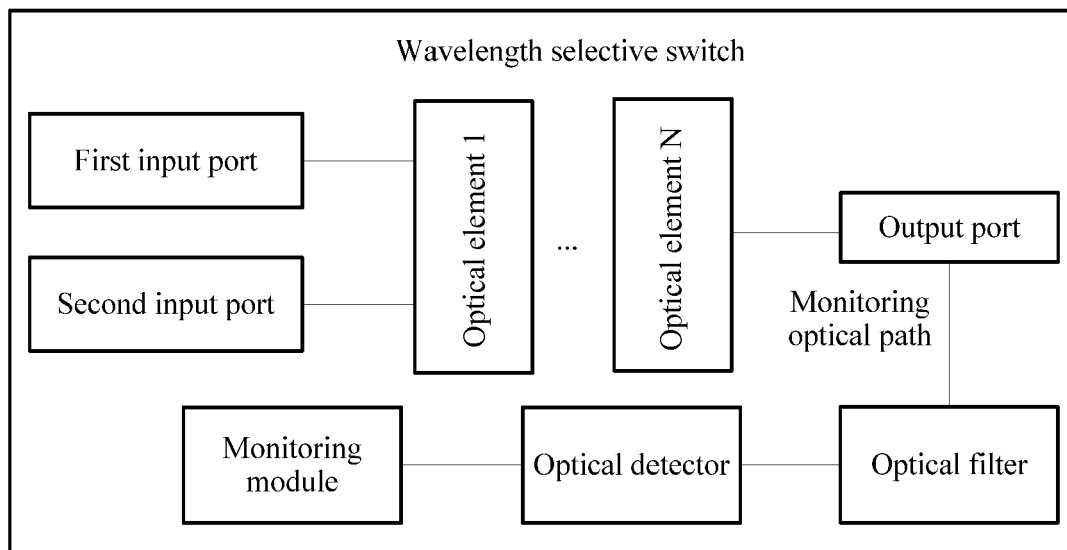 Wavelength selective switch
First input port
Second input port
Optical element 1
...
Optical element N
Output port
Monitoring
optical path
Monitoring
module
Optical detector
Optical filter